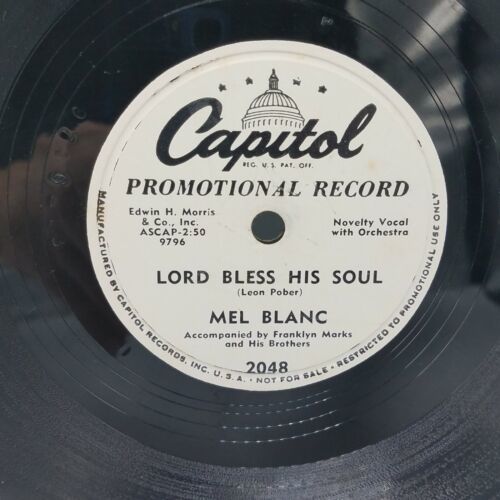 Capitol
REG. U. S. PAT. OFF.
PROMOTIONAL RECORD
Edwin H. Morris
& Co., Inc.
ASCAP-2:50
9796
Novelty Vocal
with Orchestra
LORD BLESS HIS SOUL
(Leon Pober)
MEL BLANC
Accompanied by Franklyn Marks
and His Brothers
2048
MANUFACTURED BY CAPITOL RECORDS, INC. U. S. A. • NOT FOR SALE • RESTRICTED TO PROMOTIONAL USE ONLY